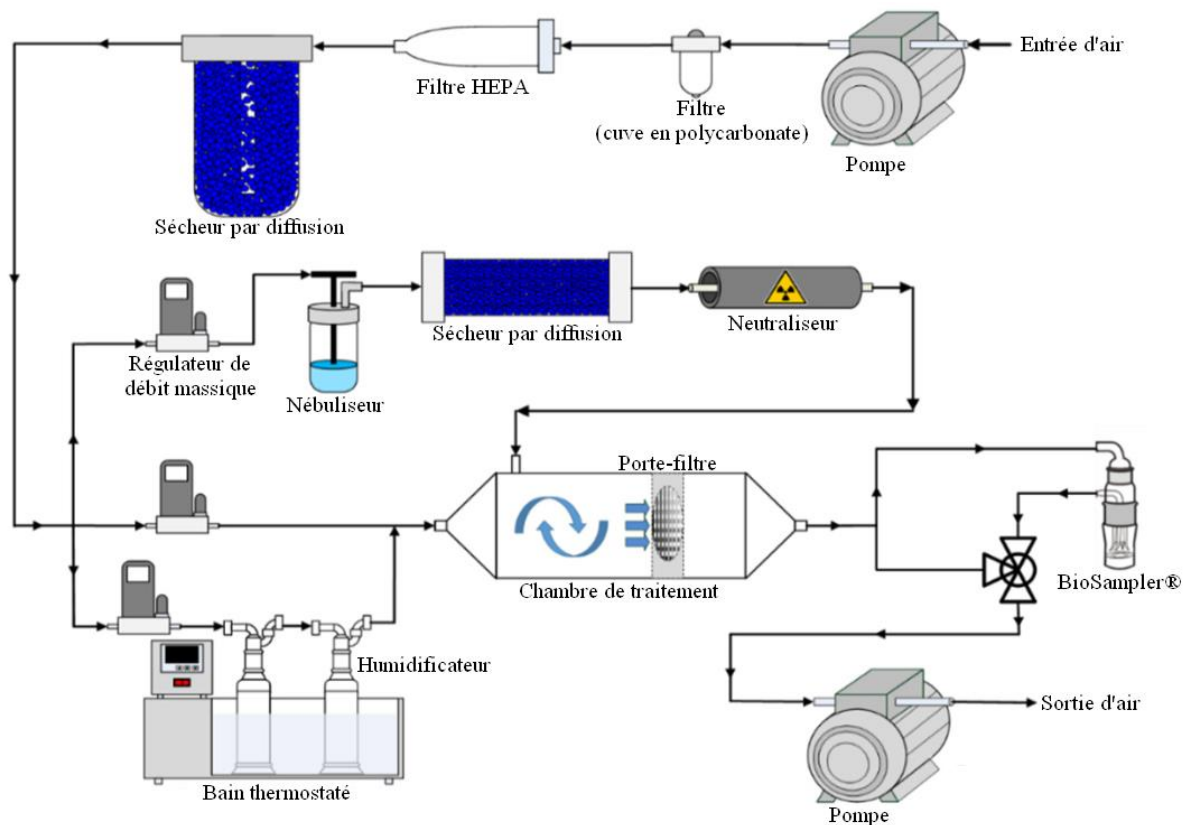 Entrée d'air
Filtre HEPA
Filtre
(cuve en polycarbonate)
Pompe
Sécheur par diffusion
Sécheur par diffusion
Neutraliseur
Régulateur de
débit massique
Nébuliseur
Porte-filtre
Chambre de traitement
BioSampler®
Humidificateur
Sortie d'air
Bain thermostaté
Pompe